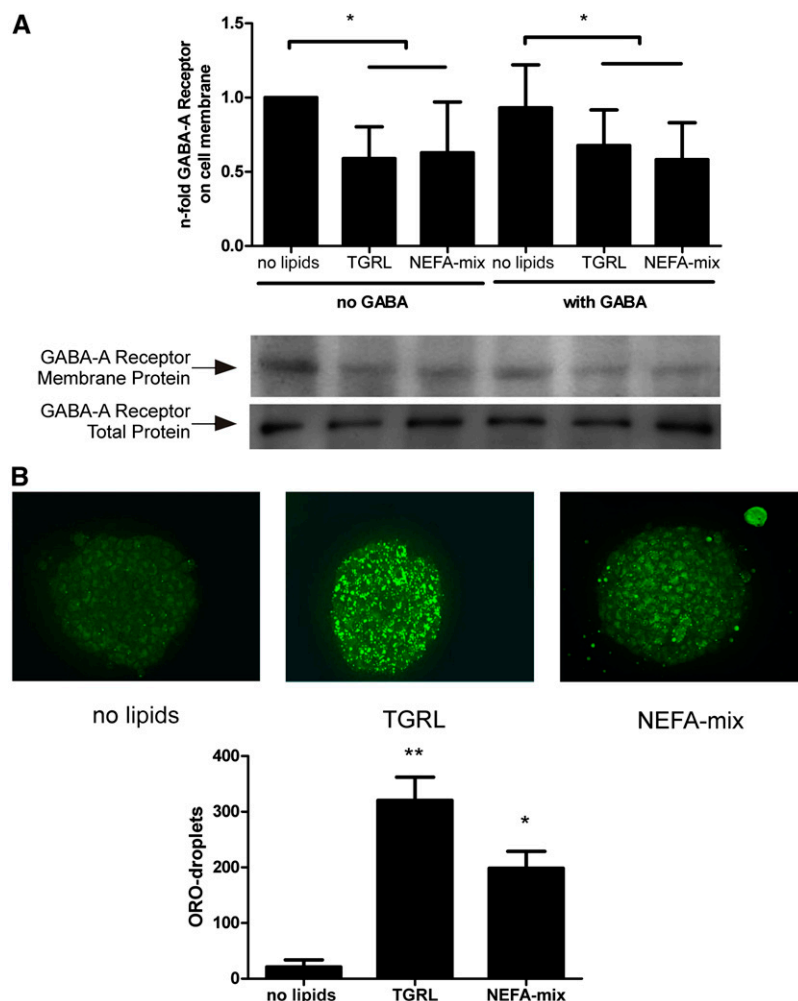 A
n-fold GABA-A Receptor
on cell membrane
1.5
1.0
0.5
0.0
*
*
no lipids TGRL NEFA-mix no lipids TGRL NEFA-mix
no GABA with GABA
GABA-A Receptor
Membrane Protein
GABA-A Receptor
Total Protein
B
no lipids TGRL NEFA-mix
ORO-droplets
400
300
200
100
0
**
*
no lipids TGRL NEFA-mix